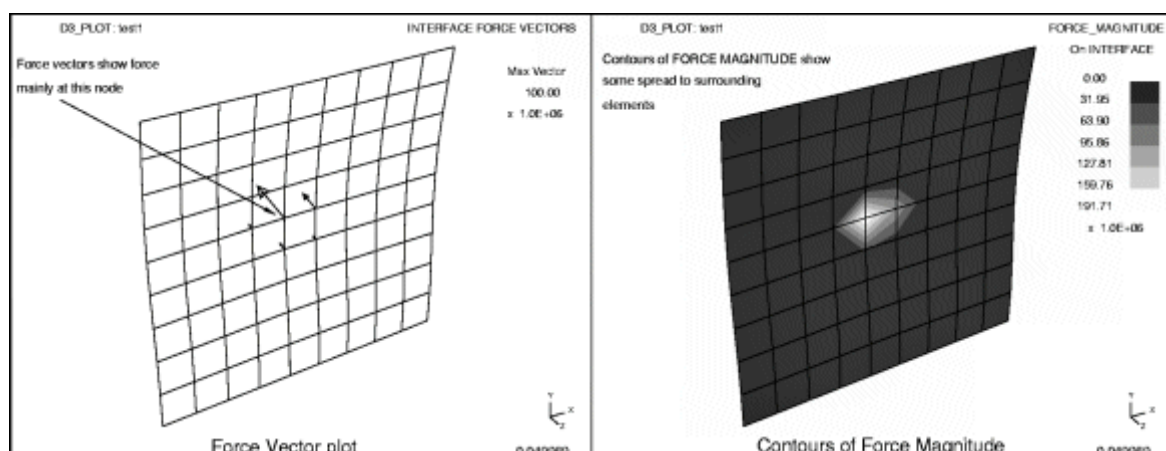 D3_PLOT: test1
INTERFACE FORCE VECTORS
Force vectors show force
mainly at this node
Max Vector
100.00
x 1.0E+06
Y
X
Z
Force Vector plot
D3_PLOT: test1
FORCE_MAGNITUDE
On INTERFACE
Contours of FORCE MAGNITUDE show
some spread to surrounding
elements
0.00
31.95
63.90
95.86
127.81
159.76
191.71
x 1.0E+06
Y
X
Z
Contours of Force Magnitude